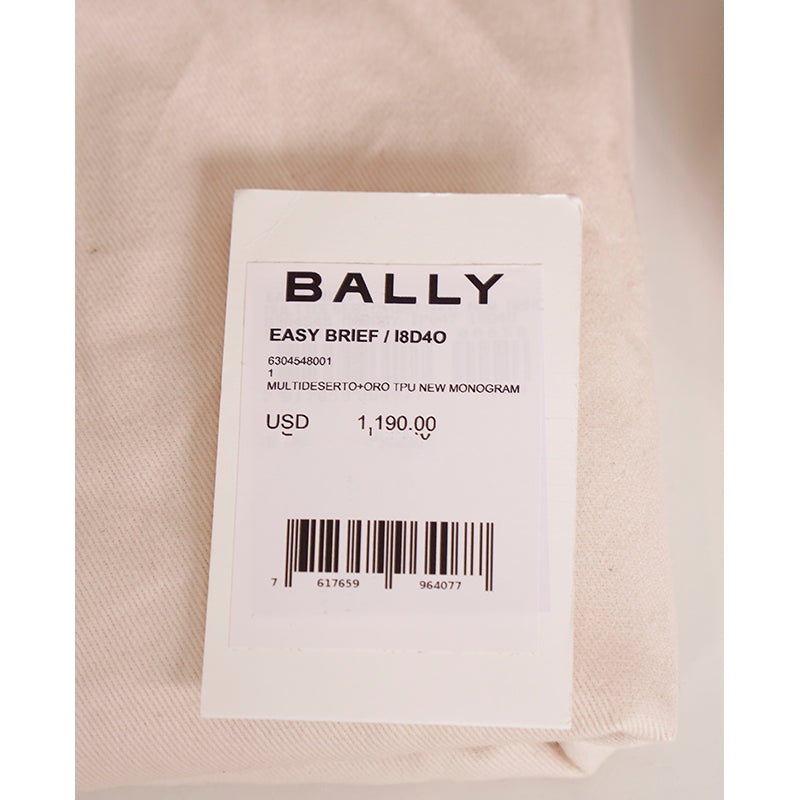 BALLY
EASY BRIEF / I8D4O
6304548001
1
MULTIDESERTO+ORO TPU NEW MONOGRAM
USD 1,190.00
7 617659 964077